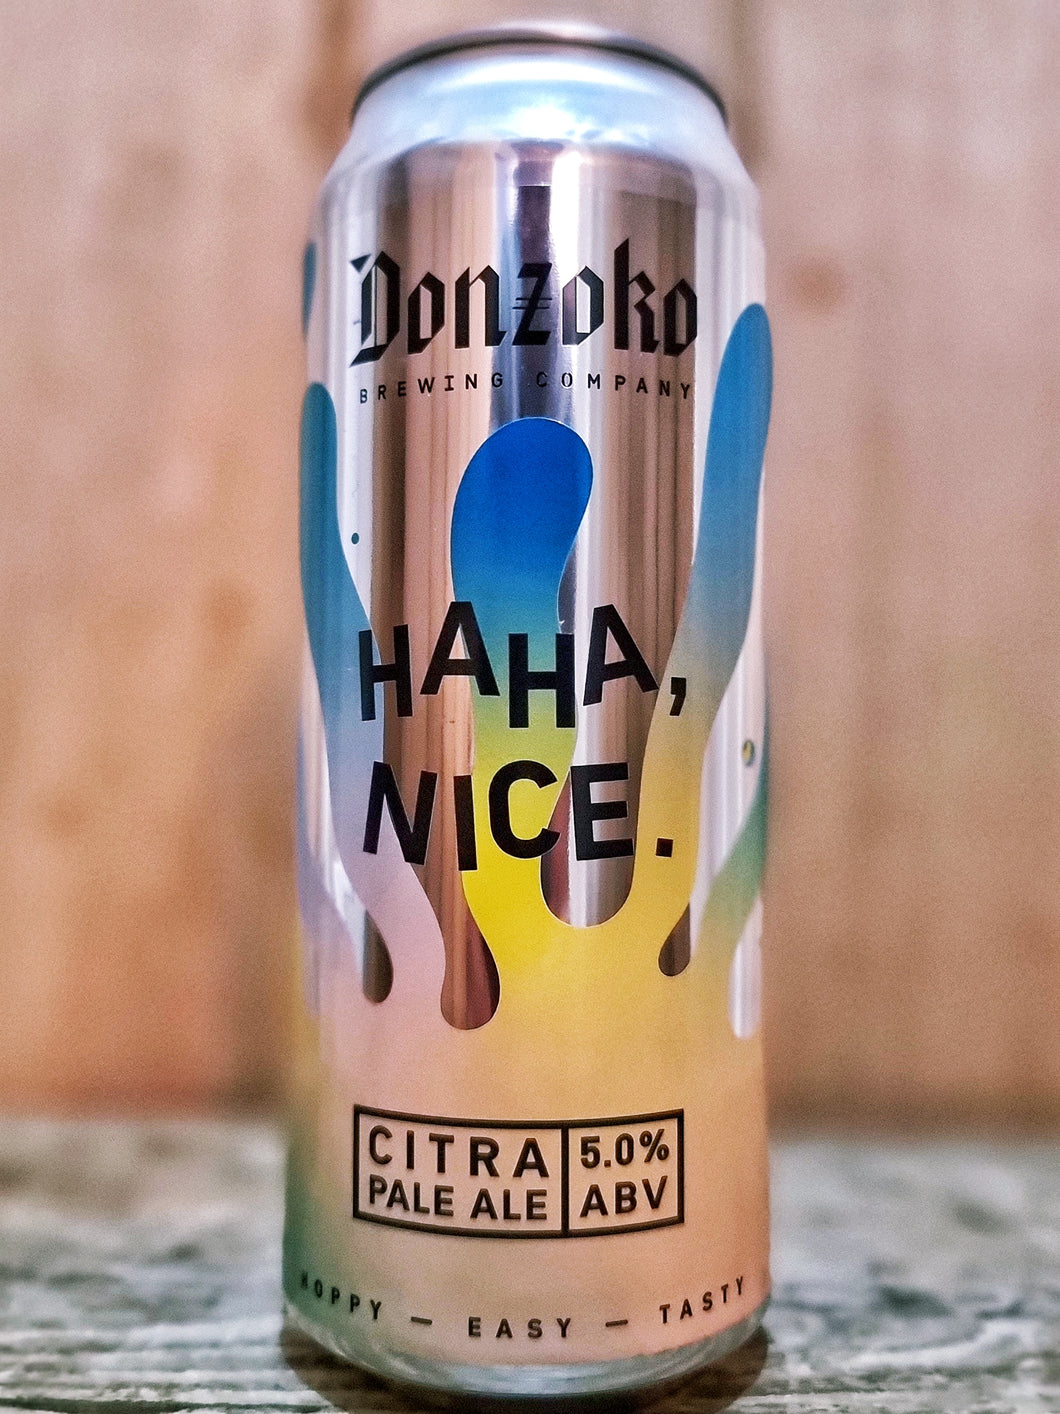 Donzoko
BREWING COMPANY
HAHA,
NICE.
CITRA
PALE ALE
5.0%
ABV
HOPPY — EASY — TASTY